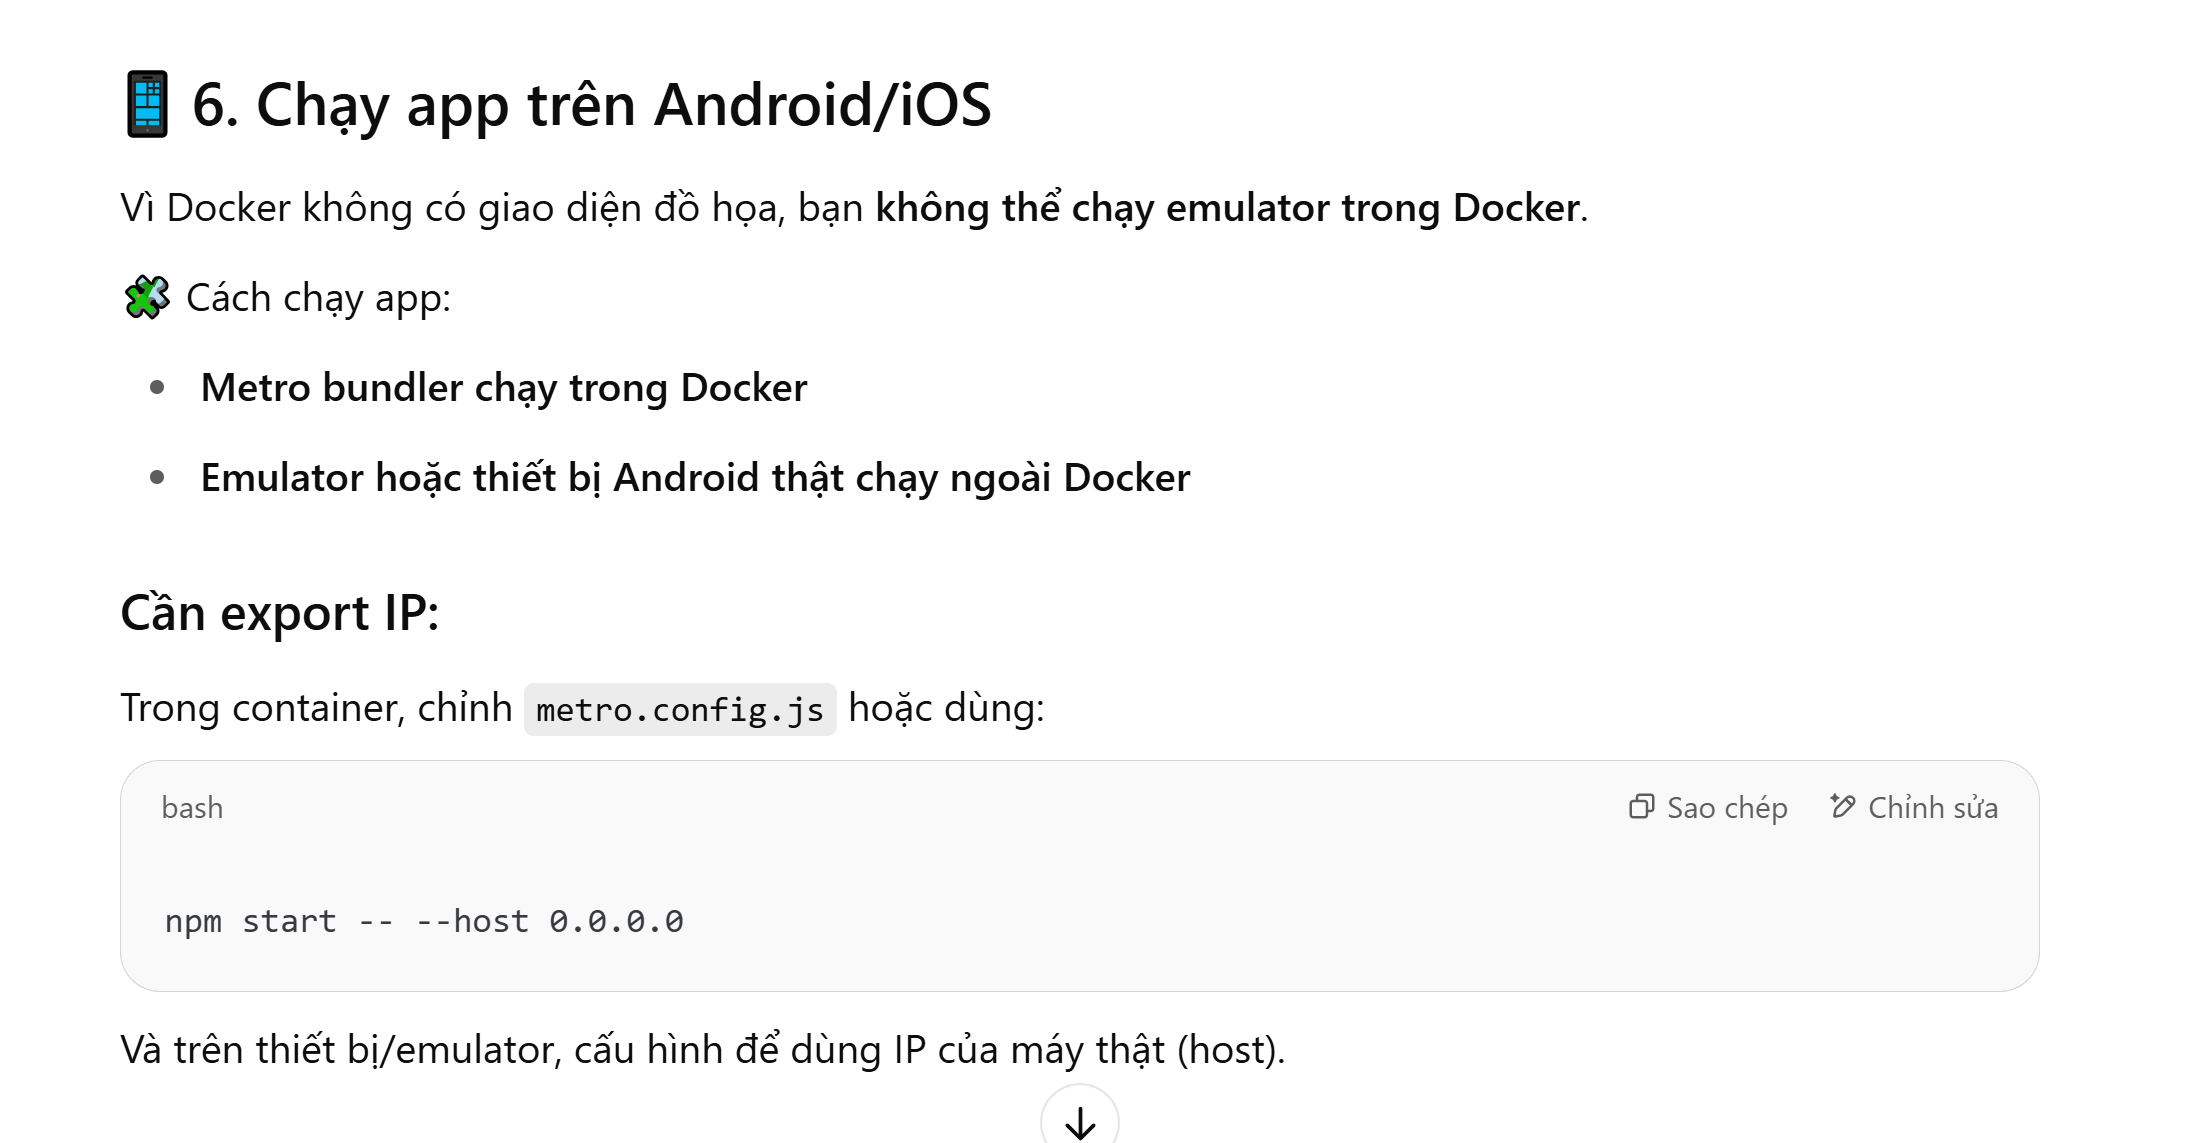 📱 6. Chạy app trên Android/iOS
Vì Docker không có giao diện đồ họa, bạn không thể chạy emulator trong Docker.
🧩 Cách chạy app:
• Metro bundler chạy trong Docker
• Emulator hoặc thiết bị Android thật chạy ngoài Docker
Cần export IP:
Trong container, chỉnh metro.config.js hoặc dùng:
bash Sao chép Chỉnh sửa
npm start -- --host 0.0.0.0
Và trên thiết bị/emulator, cấu hình để dùng IP của máy thật (host).